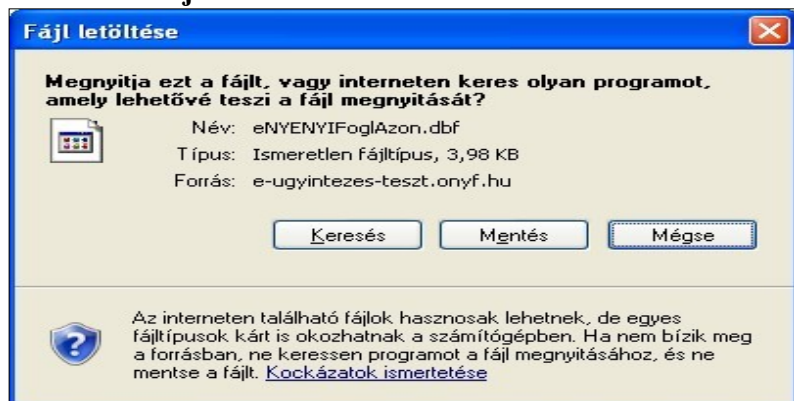 Fájl letöltése
Megnyitja ezt a fájlt, vagy interneten keres olyan programot,
amely lehetővé teszi a fájl megnyitását?
Név: eNYENYIFoglAzon.dbf
Típus: Ismeretlen fájltípus, 3,98 KB
Forrás: e-ugyintezes-teszt.onyf.hu
Keresés Mentés Mégse
Az interneten található fájlok hasznosak lehetnek, de egyes
fájltípusok kárt is okozhatnak a számítógépben. Ha nem bízik meg
a forrásban, ne keressen programot a fájl megnyitásához, és ne
mentse a fájlt. Kockázatok ismertetése